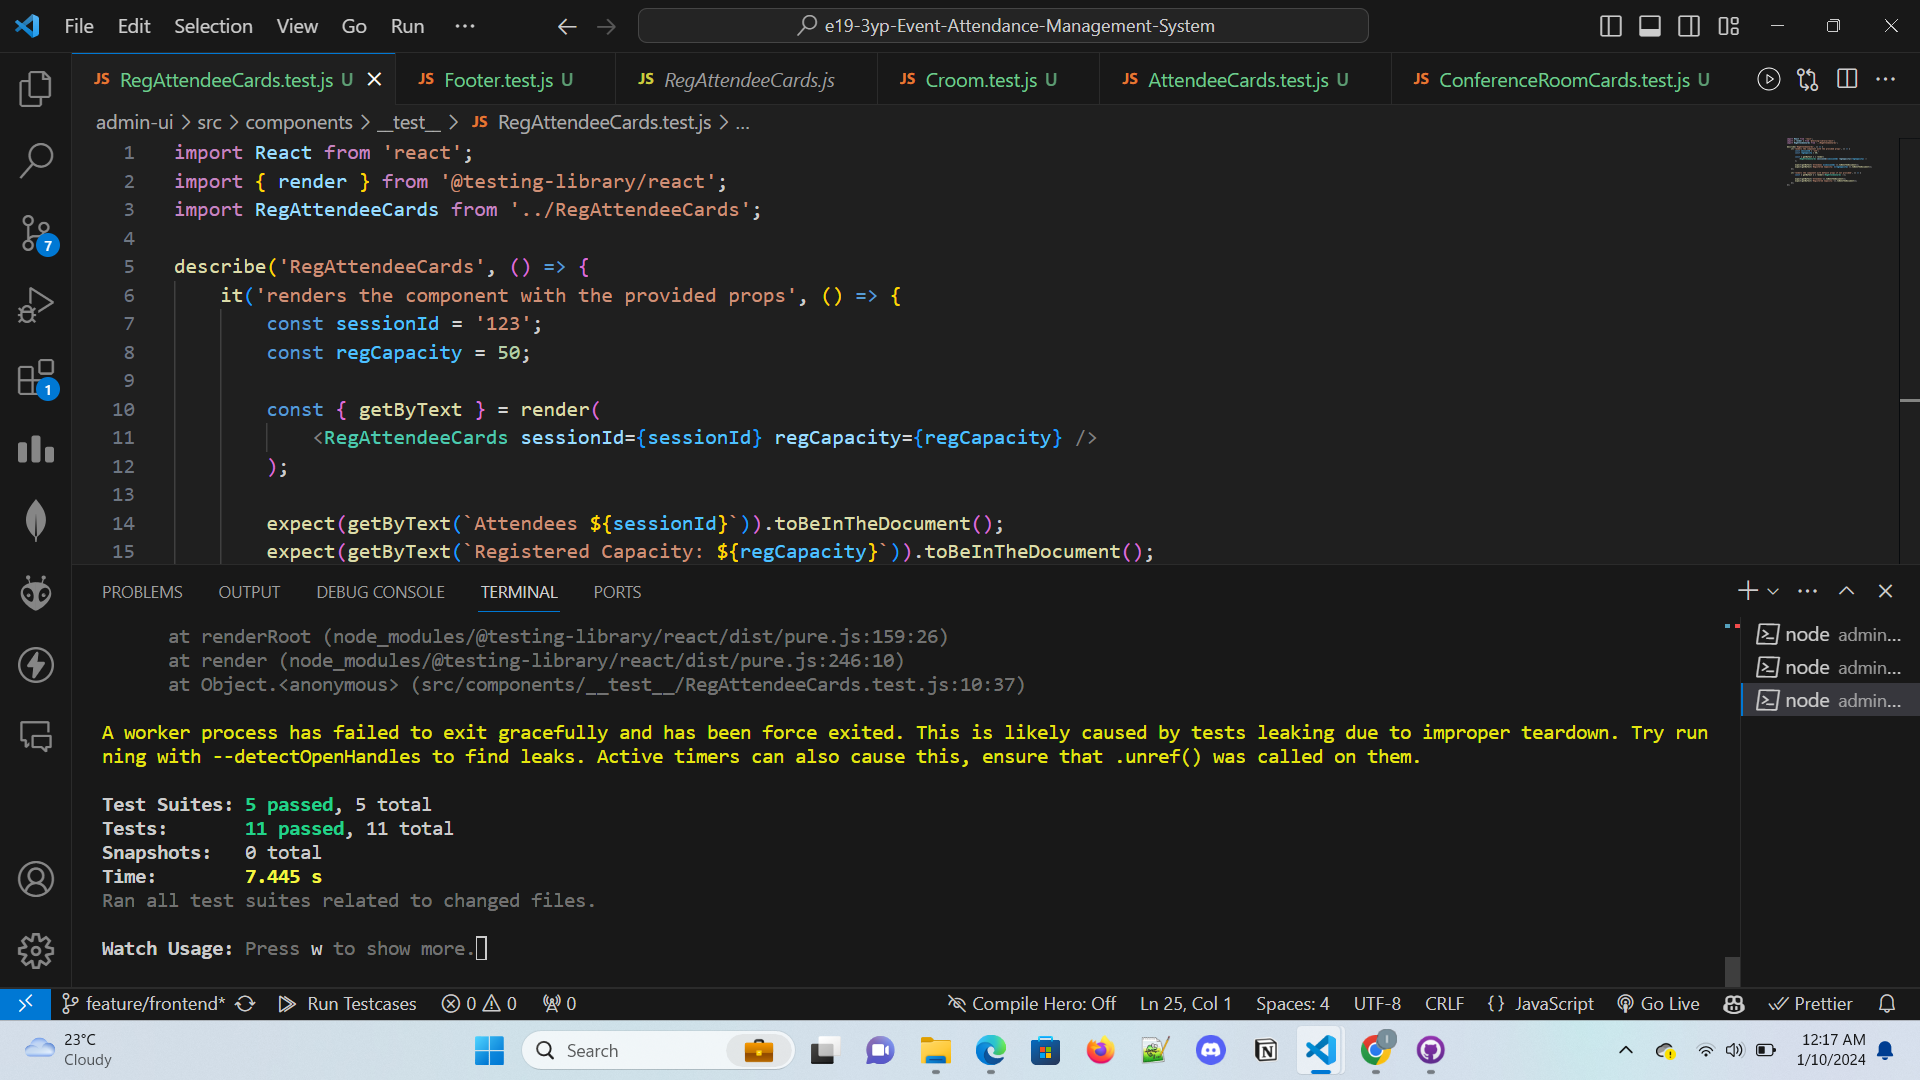 File Edit Selection View Go Run ···
e19-3yp-Event-Attendance-Management-System
JS RegAttendeeCards.test.js U
JS Footer.test.js U
JS RegAttendeeCards.js
JS Croom.test.js U
JS AttendeeCards.test.js U
JS ConferenceRoomCards.test.js U
admin-ui > src > components > __test__ > JS RegAttendeeCards.test.js > ...
1 import React from 'react';
2 import { render } from '@testing-library/react';
3 import RegAttendeeCards from '../RegAttendeeCards';
4
5 describe('RegAttendeeCards', () => {
6 it('renders the component with the provided props', () => {
7 const sessionId = '123';
8 const regCapacity = 50;
9
10 const { getByText } = render(
11 <RegAttendeeCards sessionId={sessionId} regCapacity={regCapacity} />
12 );
13
14 expect(getByText(`Attendees ${sessionId}`)).toBeInTheDocument();
15 expect(getByText(`Registered Capacity: ${regCapacity}`)).toBeInTheDocument();
7
1
PROBLEMS OUTPUT DEBUG CONSOLE TERMINAL PORTS
at renderRoot (node_modules/@testing-library/react/dist/pure.js:159:26)
at render (node_modules/@testing-library/react/dist/pure.js:246:10)
at Object.<anonymous> (src/components/__test__/RegAttendeeCards.test.js:10:37)
A worker process has failed to exit gracefully and has been force exited. This is likely caused by tests leaking due to improper teardown. Try run
ning with --detectOpenHandles to find leaks. Active timers can also cause this, ensure that .unref() was called on them.
Test Suites: 5 passed, 5 total
Tests: 11 passed, 11 total
Snapshots: 0 total
Time: 7.445 s
Ran all test suites related to changed files.
Watch Usage: Press w to show more.
node admin...
node admin...
node admin...
feature/frontend* Run Testcases 0 0 0
Compile Hero: Off Ln 25, Col 1 Spaces: 4 UTF-8 CRLF {} JavaScript Go Live Prettier
23°C
Cloudy
Search
12:17 AM
1/10/2024